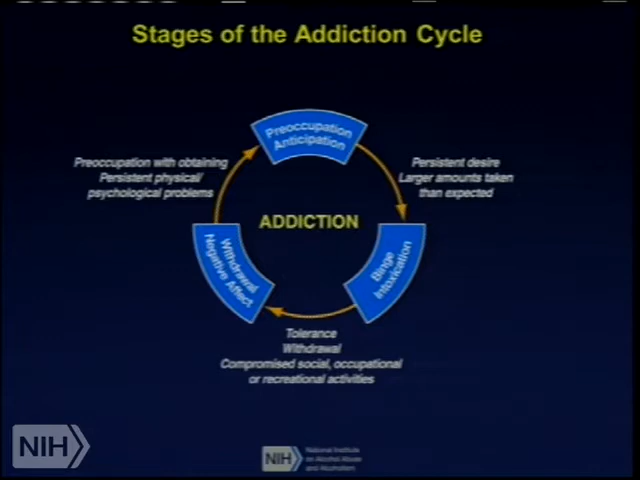 Stages of the Addiction Cycle
Preoccupation
Anticipation
Preoccupation with obtaining
Persistent physical/
psychological problems
Persistent desire
Larger amounts taken
than expected
ADDICTION
Withdrawal
Negative Affect
Binge
Intoxication
Tolerance
Withdrawal
Compromised social, occupational
or recreational activities
NIH
NIH
National Institute
on Alcohol Abuse
and Alcoholism